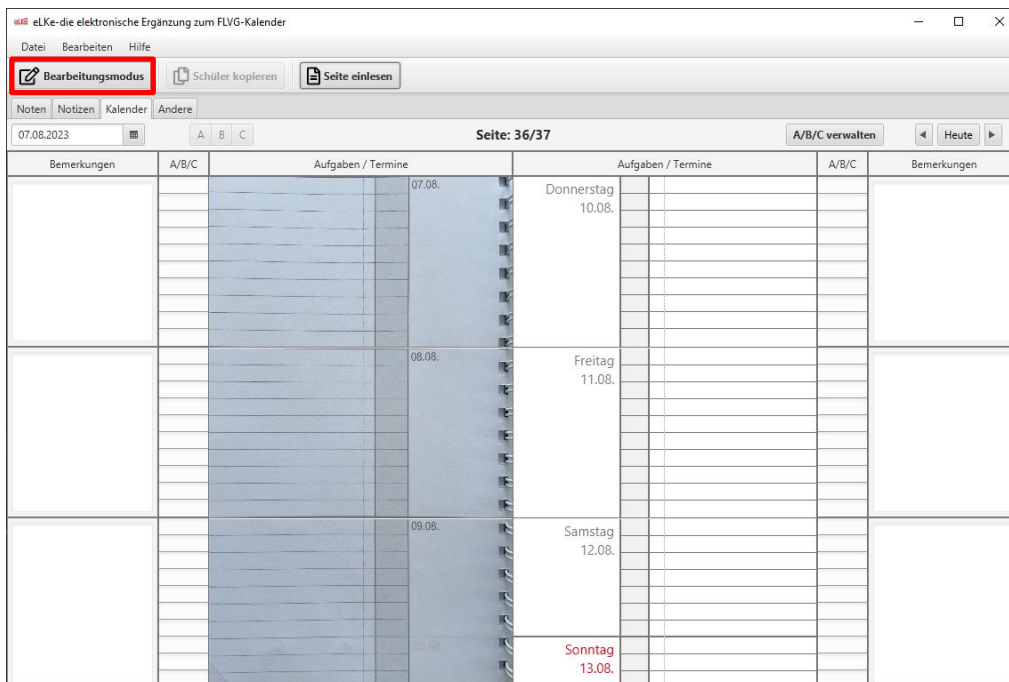 eLKe eLKe-die elektronische Ergänzung zum FLVG-Kalender
Datei Bearbeiten Hilfe
Bearbeitungsmodus Schüler kopieren Seite einlesen
Noten Notizen Kalender Andere
07.08.2023 A B C Seite: 36/37 A/B/C verwalten Heute
Bemerkungen A/B/C Aufgaben / Termine Aufgaben / Termine A/B/C Bemerkungen
07.08. Donnerstag
10.08.
08.08. Freitag
11.08.
09.08. Samstag
12.08.
Sonntag
13.08.